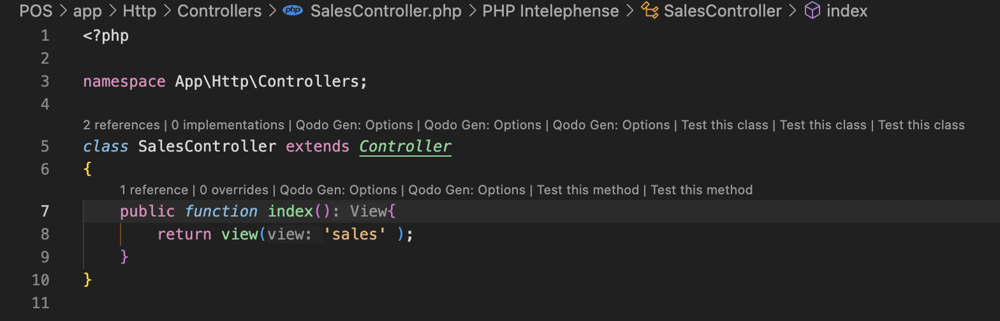 POS > app > Http > Controllers > php SalesController.php > PHP Intelephense > SalesController > index
1 <?php
2
3 namespace App\Http\Controllers;
4
2 references | 0 implementations | Qodo Gen: Options | Qodo Gen: Options | Qodo Gen: Options | Test this class | Test this class | Test this class
5 class SalesController extends Controller
6 {
1 reference | 0 overrides | Qodo Gen: Options | Qodo Gen: Options | Test this method | Test this method
7 public function index(): View{
8 return view(view: 'sales' );
9 }
10 }
11